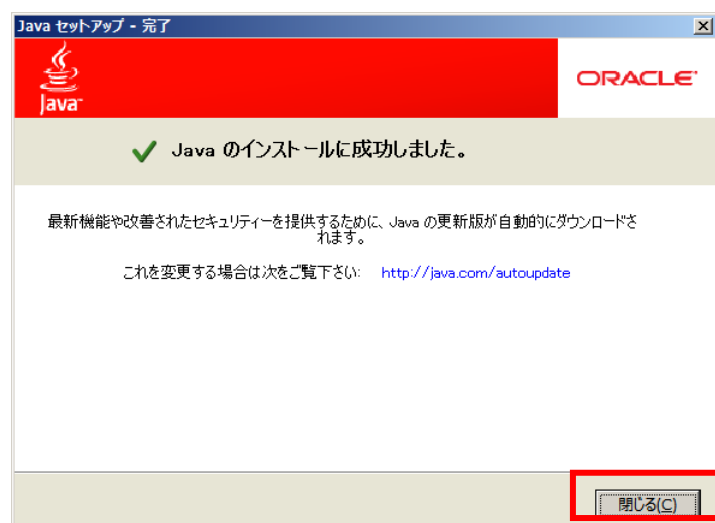 Java セットアップ - 完了
Java
ORACLE
Java のインストールに成功しました。
最新機能や改善されたセキュリティーを提供するために、Java の更新版が自動的にダウンロードさ
れます。
これを変更する場合は次をご覧下さい: http://java.com/autoupdate
閉じる(C)